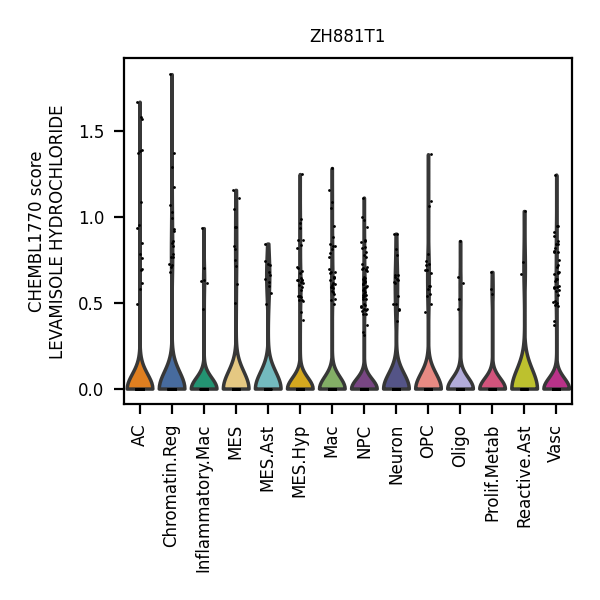 ZH881T1
CHEMBL1770 score
LEVAMISOLE HYDROCHLORIDE
1.5
1.0
0.5
0.0
AC
Chromatin.Reg
Inflammatory.Mac
MES
MES.Ast
MES.Hyp
Mac
NPC
Neuron
OPC
Oligo
Prolif.Metab
Reactive.Ast
Vasc